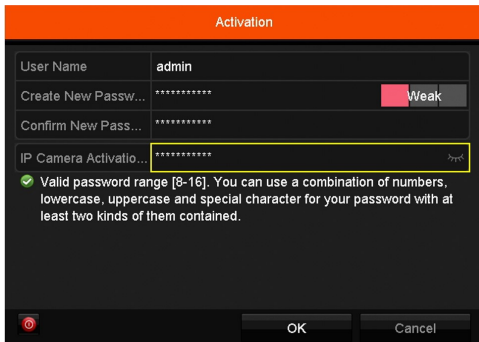 Activation
User Name admin
Create New Passw... *********** Weak
Confirm New Pass... ***********
IP Camera Activatio... ***********
Valid password range [8-16]. You can use a combination of numbers,
lowercase, uppercase and special character for your password with at
least two kinds of them contained.
OK Cancel